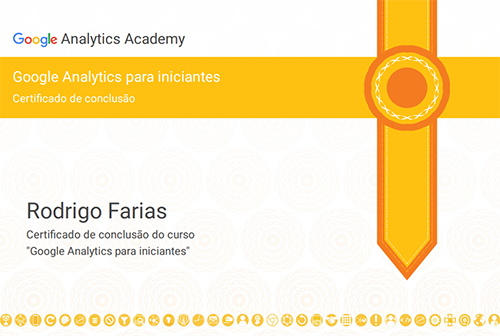 Google Analytics Academy
Google Analytics para iniciantes
Certificado de conclusão
Rodrigo Farias
Certificado de conclusão do curso
"Google Analytics para iniciantes"